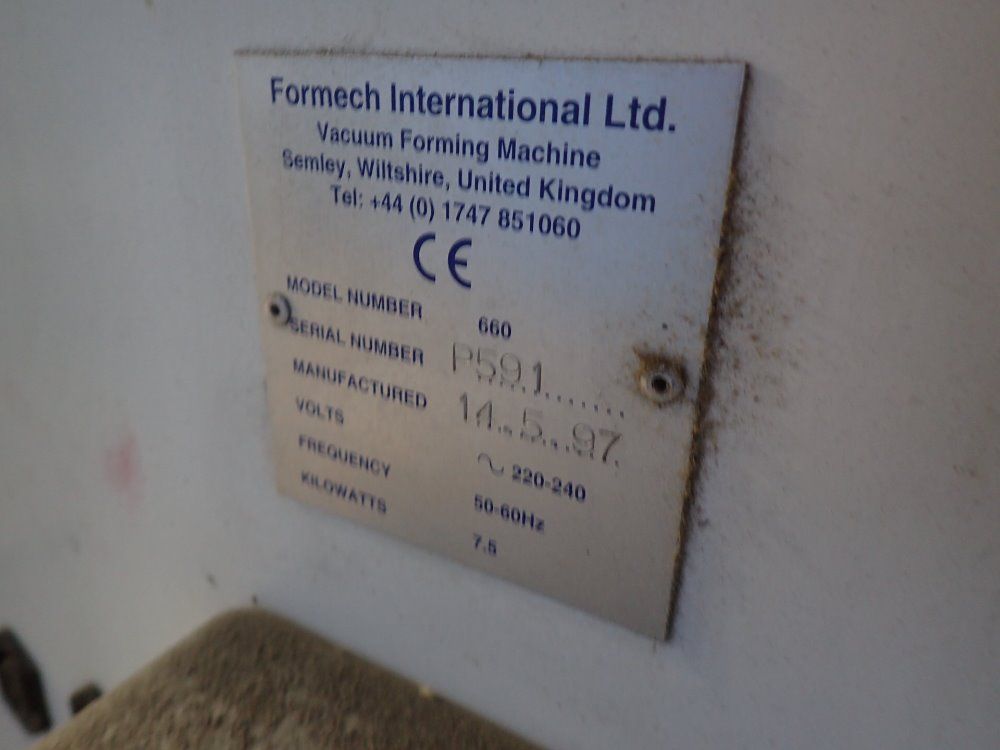 Formech International Ltd.
Vacuum Forming Machine
Semley, Wiltshire, United Kingdom
Tel: +44 (0) 1747 851060
CE
MODEL NUMBER 660
SERIAL NUMBER P591
MANUFACTURED 14.5.97
VOLTS ~ 220-240
FREQUENCY 50-60Hz
KILOWATTS 7.5